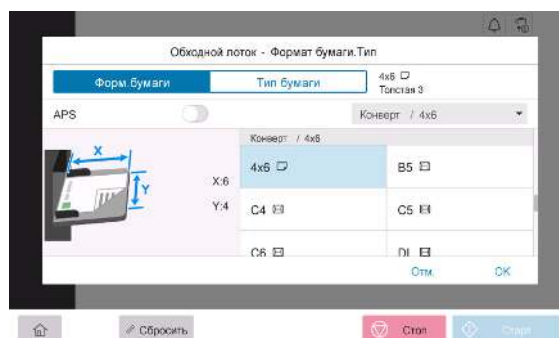 Обходной лоток - Формат бумаги.Тип
Форм.бумаги
Тип бумаги
4x6
Толстая 3
APS
Конверт / 4x6
Конверт / 4x6
X
Y
X:6
Y:4
4x6
B5
C4
C5
C6
DL
Отм.
OK
Сбросить
Стоп
Старт